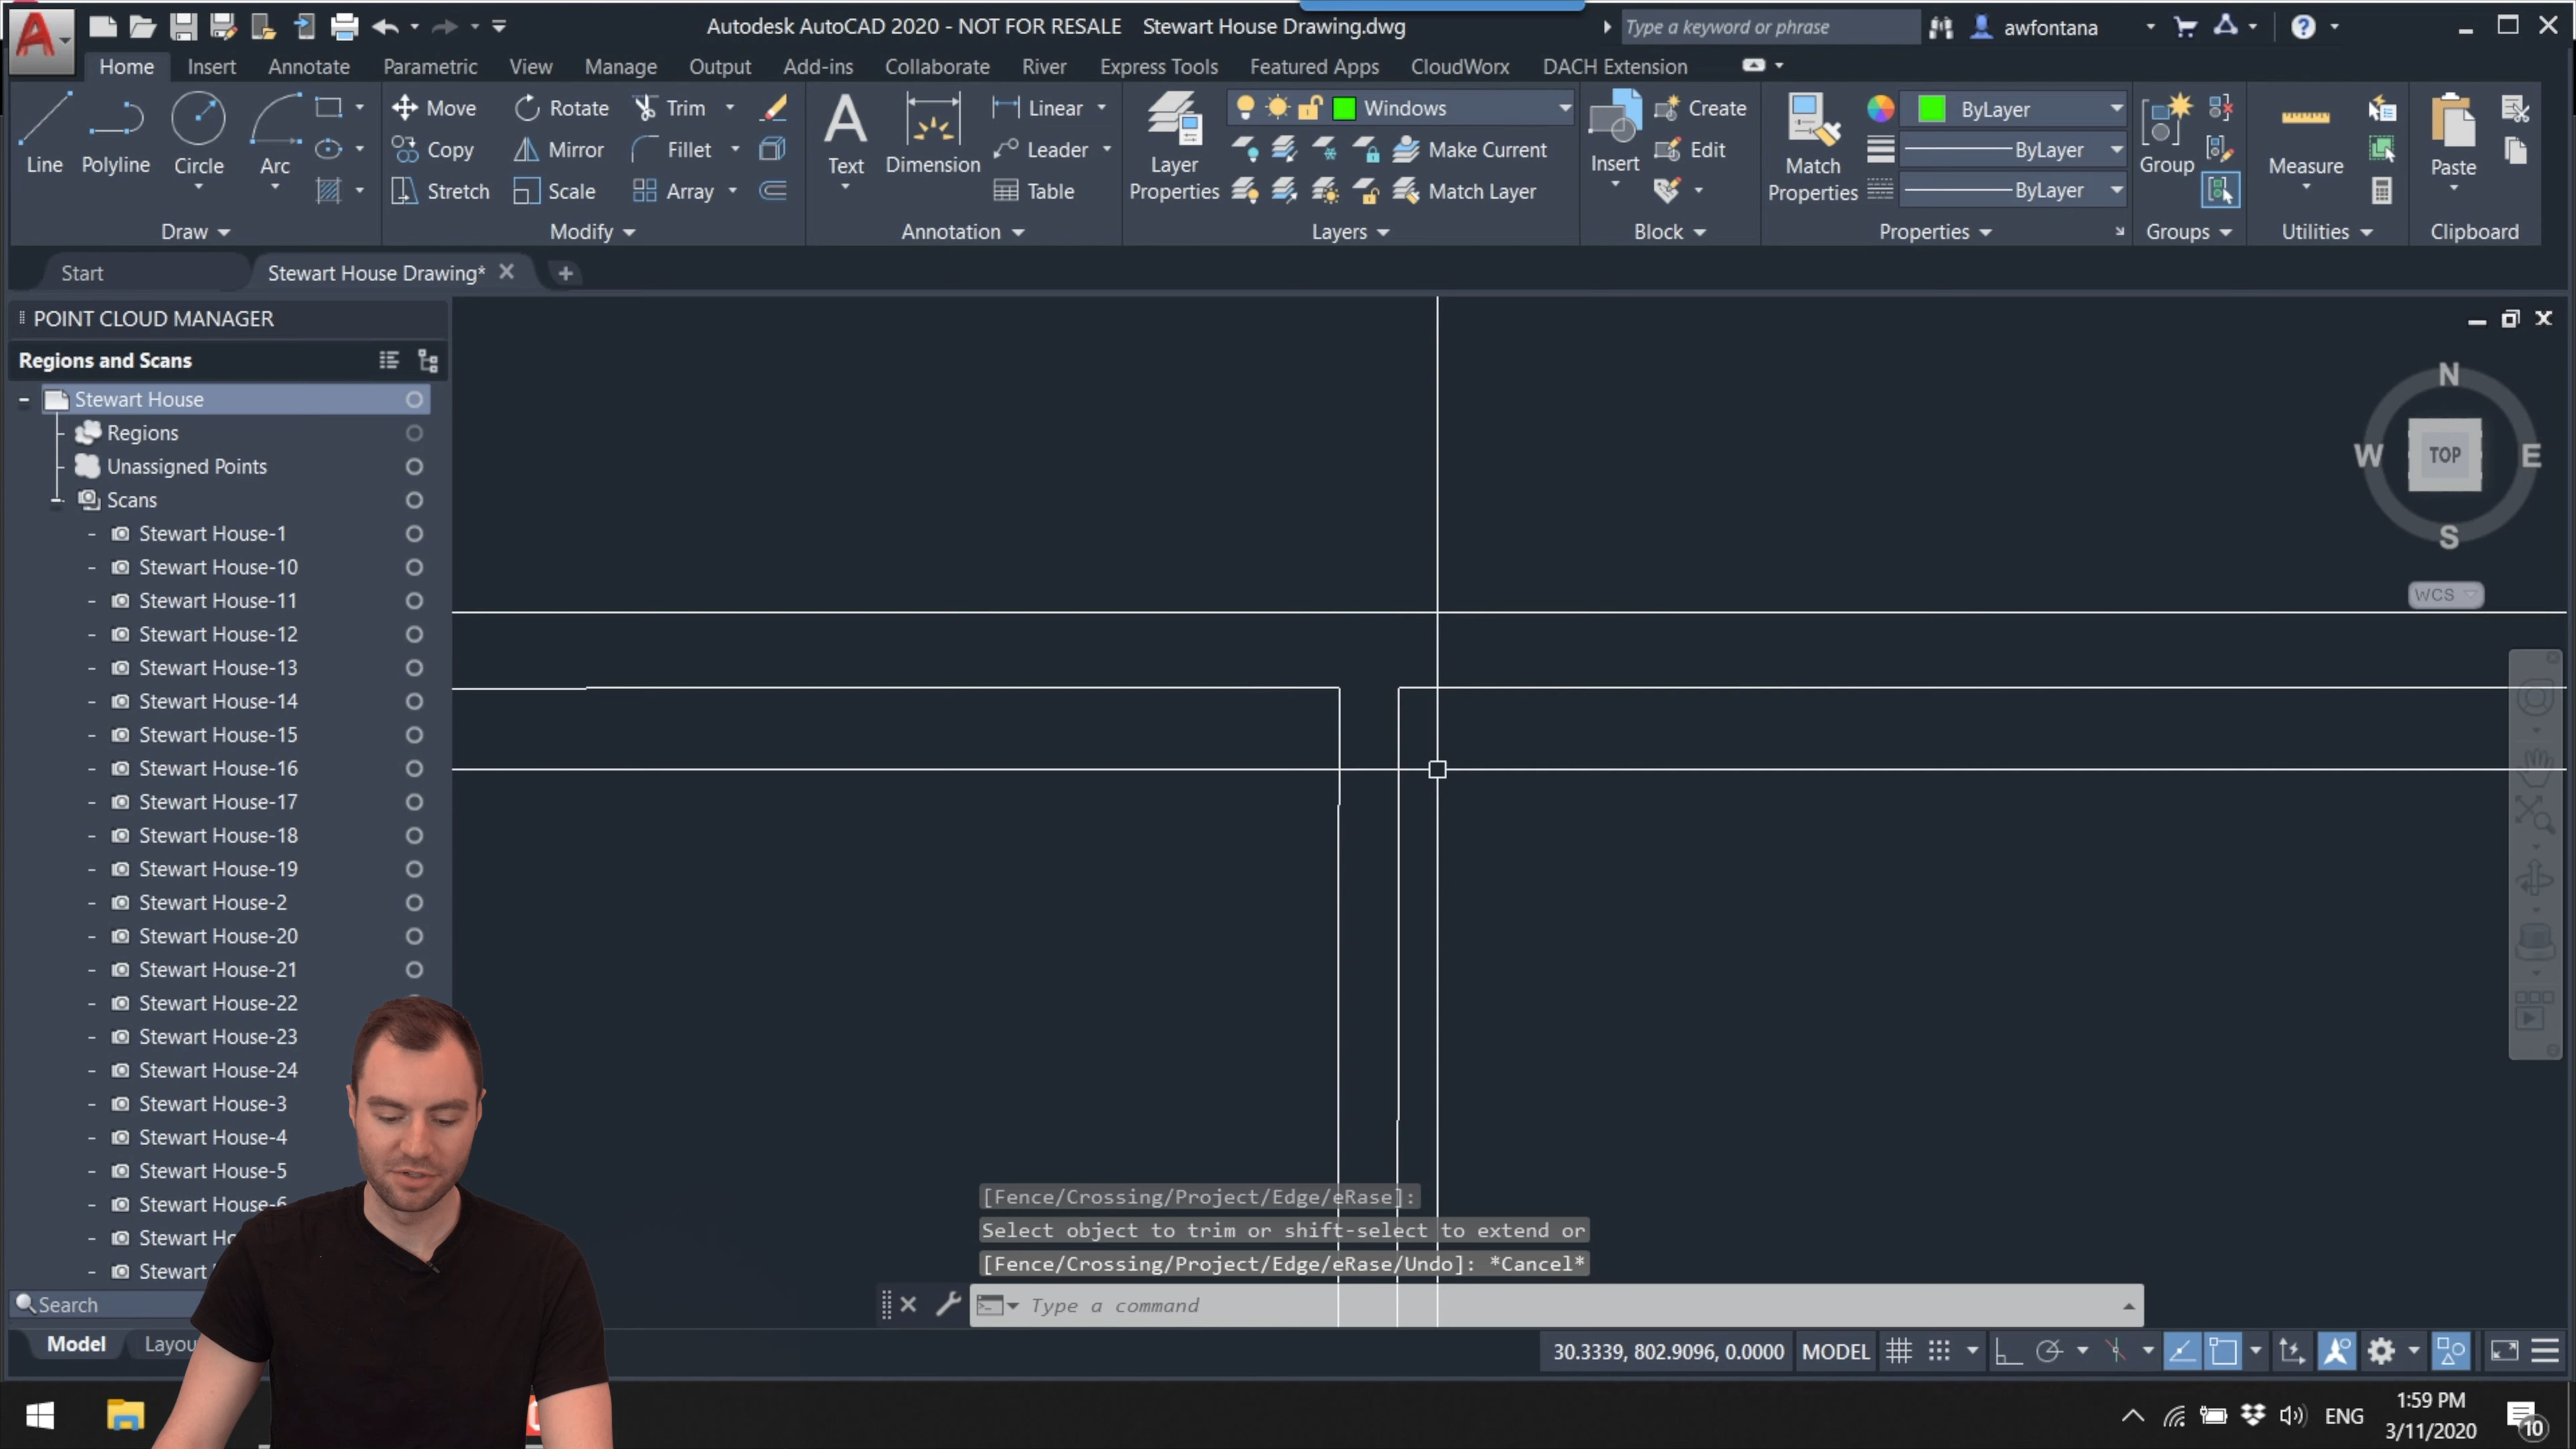 Autodesk AutoCAD 2020 - NOT FOR RESALE Stewart House Drawing.dwg
Type a keyword or phrase
awfontana
Home Insert Annotate Parametric View Manage Output Add-ins Collaborate River Express Tools Featured Apps CloudWorx DACH Extension
Line Polyline Circle Arc
Move Rotate Trim
Copy Mirror Fillet
Stretch Scale Array
Text Dimension
Linear
Leader
Table
Layer Properties
Windows
Make Current
Match Layer
Insert
Create
Edit
Match Properties
ByLayer
ByLayer
ByLayer
Group
Measure
Paste
Draw Modify Annotation Layers Block Properties Groups Utilities Clipboard
Start Stewart House Drawing*
POINT CLOUD MANAGER
Regions and Scans
Stewart House
Regions
Unassigned Points
Scans
Stewart House-1
Stewart House-10
Stewart House-11
Stewart House-12
Stewart House-13
Stewart House-14
Stewart House-15
Stewart House-16
Stewart House-17
Stewart House-18
Stewart House-19
Stewart House-2
Stewart House-20
Stewart House-21
Stewart House-22
Stewart House-23
Stewart House-24
Stewart House-3
Stewart House-4
Stewart House-5
Stewart House-6
Stewart Ho
Stewart
Search
Model Layou
N
W TOP E
S
WCS
[Fence/Crossing/Project/Edge/eRase]:
Select object to trim or shift-select to extend or
[Fence/Crossing/Project/Edge/eRase/Undo]: *Cancel*
Type a command
30.3339, 802.9096, 0.0000 MODEL
ENG
1:59 PM
3/11/2020
10